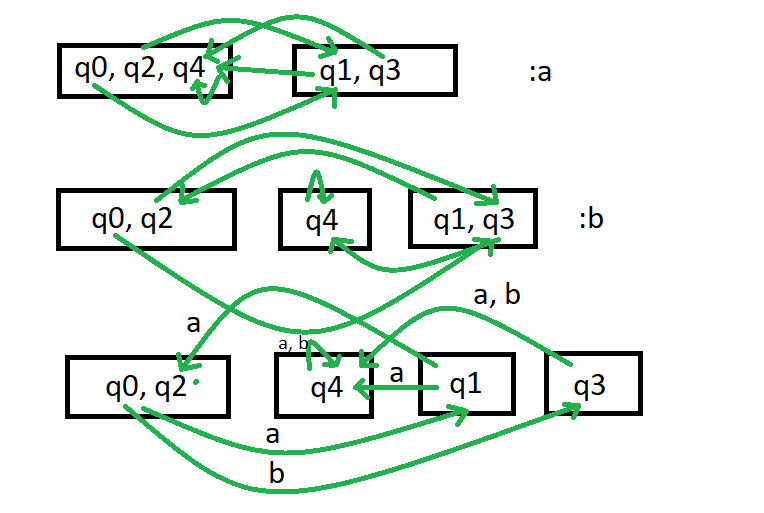 q0, q2, q4 q1, q3 :a
q0, q2 q4 q1, q3 :b
a, b
a
a, b
q0, q2 q4 a q1 q3
a
b